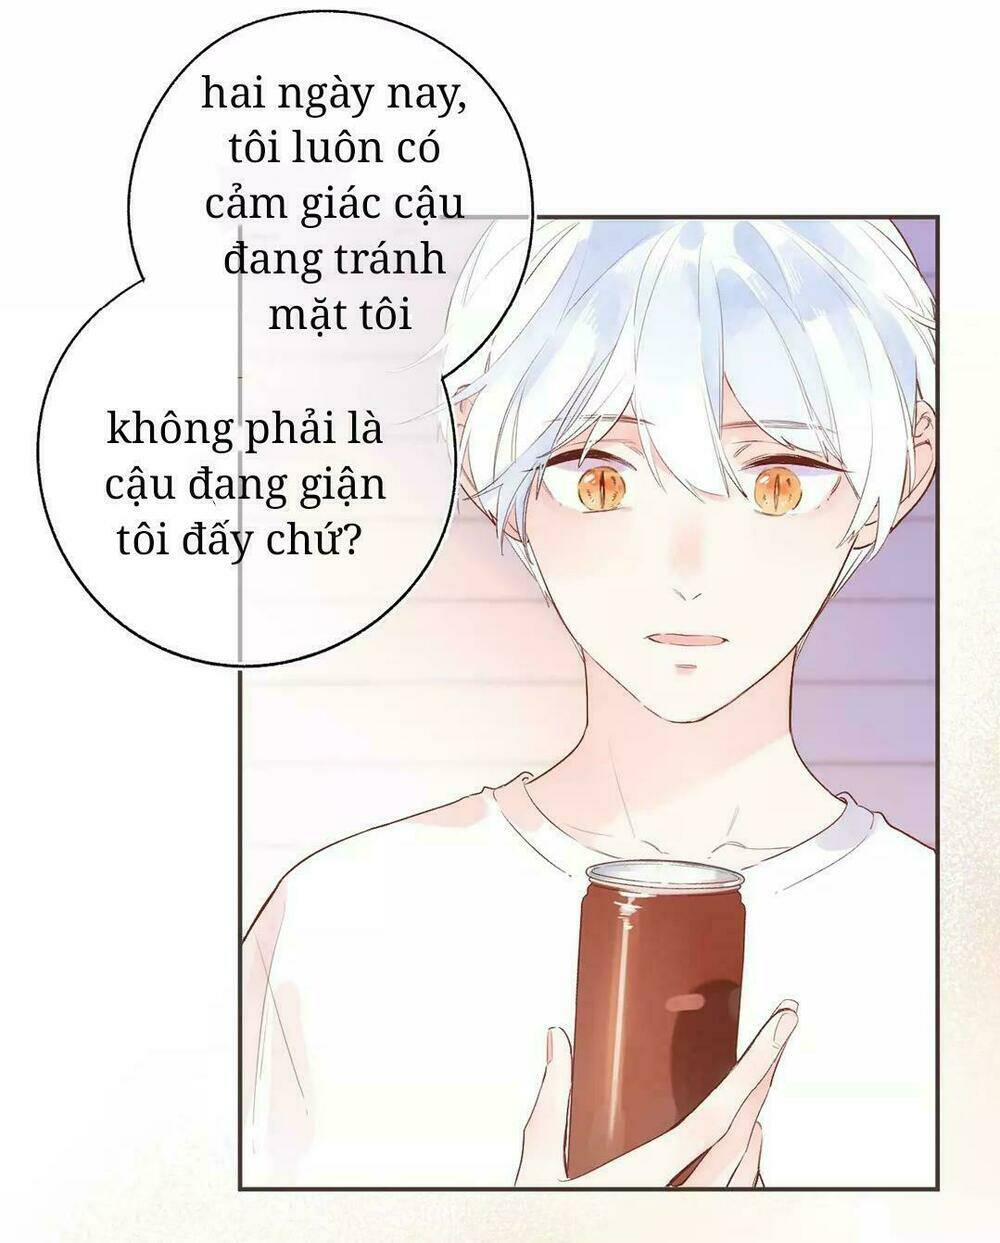 hai ngày nay,
tôi luôn có
cảm giác cậu
đang tránh
mặt tôi
không phải là
cậu đang giận
tôi đấy chứ?